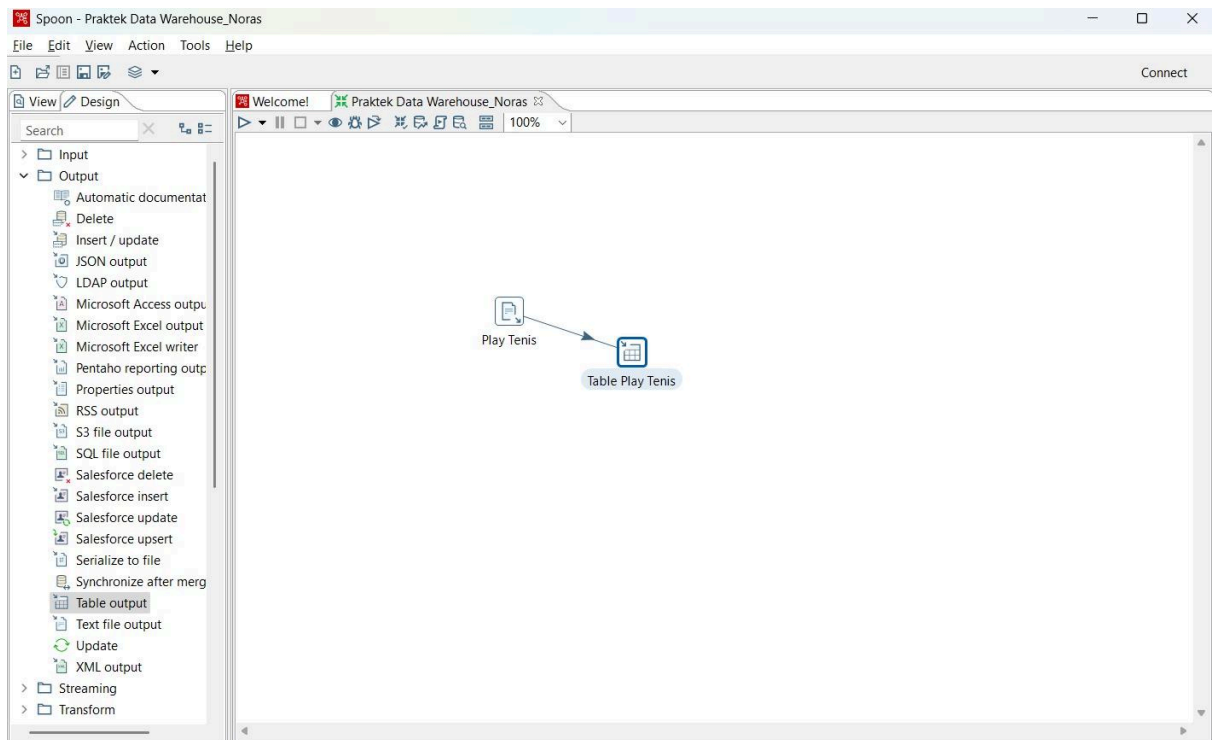 Spoon - Praktek Data Warehouse_Noras
File Edit View Action Tools Help
Connect
View Design
Welcome! Praktek Data Warehouse_Noras
Search
100%
Input
Output
Automatic documentat
Delete
Insert / update
JSON output
LDAP output
Microsoft Access outpu
Microsoft Excel output
Microsoft Excel writer
Pentaho reporting outp
Properties output
RSS output
S3 file output
SQL file output
Salesforce delete
Salesforce insert
Salesforce update
Salesforce upsert
Serialize to file
Synchronize after merg
Table output
Text file output
Update
XML output
Streaming
Transform
Play Tenis
Table Play Tenis